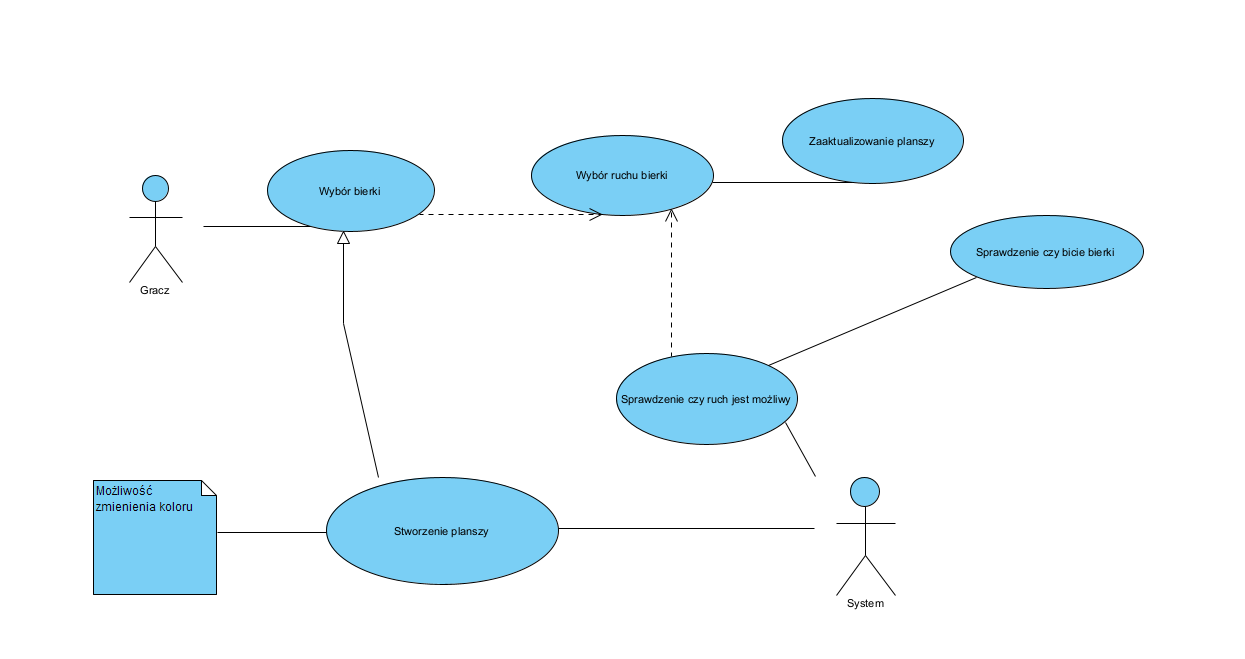 Zaaktualizowanie planszy
Wybór bierki
Wybór ruchu bierki
Sprawdzenie czy bicie bierki
Gracz
Sprawdzenie czy ruch jest możliwy
Możliwość
zmienienia koloru
Stworzenie planszy
System